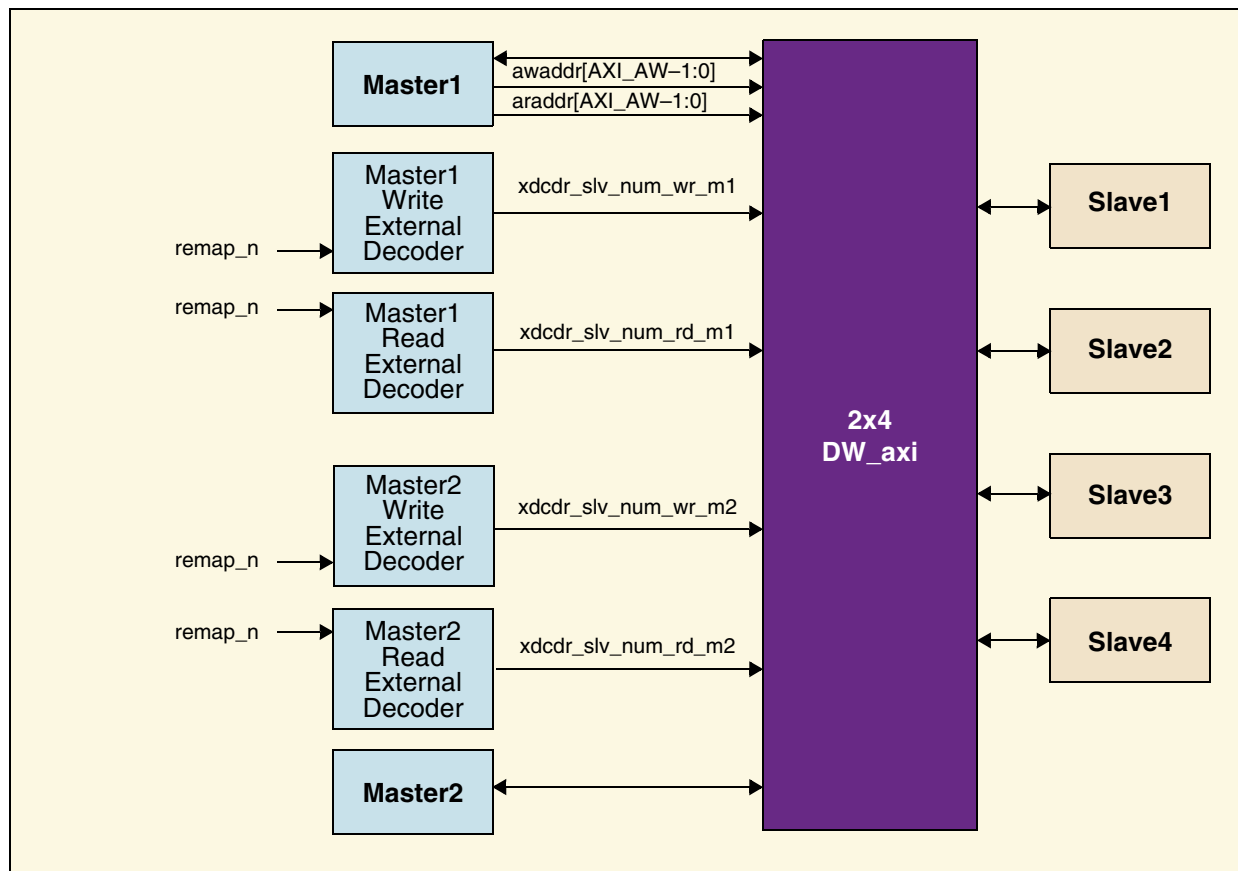 Master1
awaddr[AXI_AW–1:0]
araddr[AXI_AW–1:0]
Master1
Write
External
Decoder
xdcdr_slv_num_wr_m1
remap_n
remap_n
Master1
Read
External
Decoder
xdcdr_slv_num_rd_m1
Master2
Write
External
Decoder
xdcdr_slv_num_wr_m2
remap_n
remap_n
Master2
Read
External
Decoder
xdcdr_slv_num_rd_m2
Master2
2x4
DW_axi
Slave1
Slave2
Slave3
Slave4